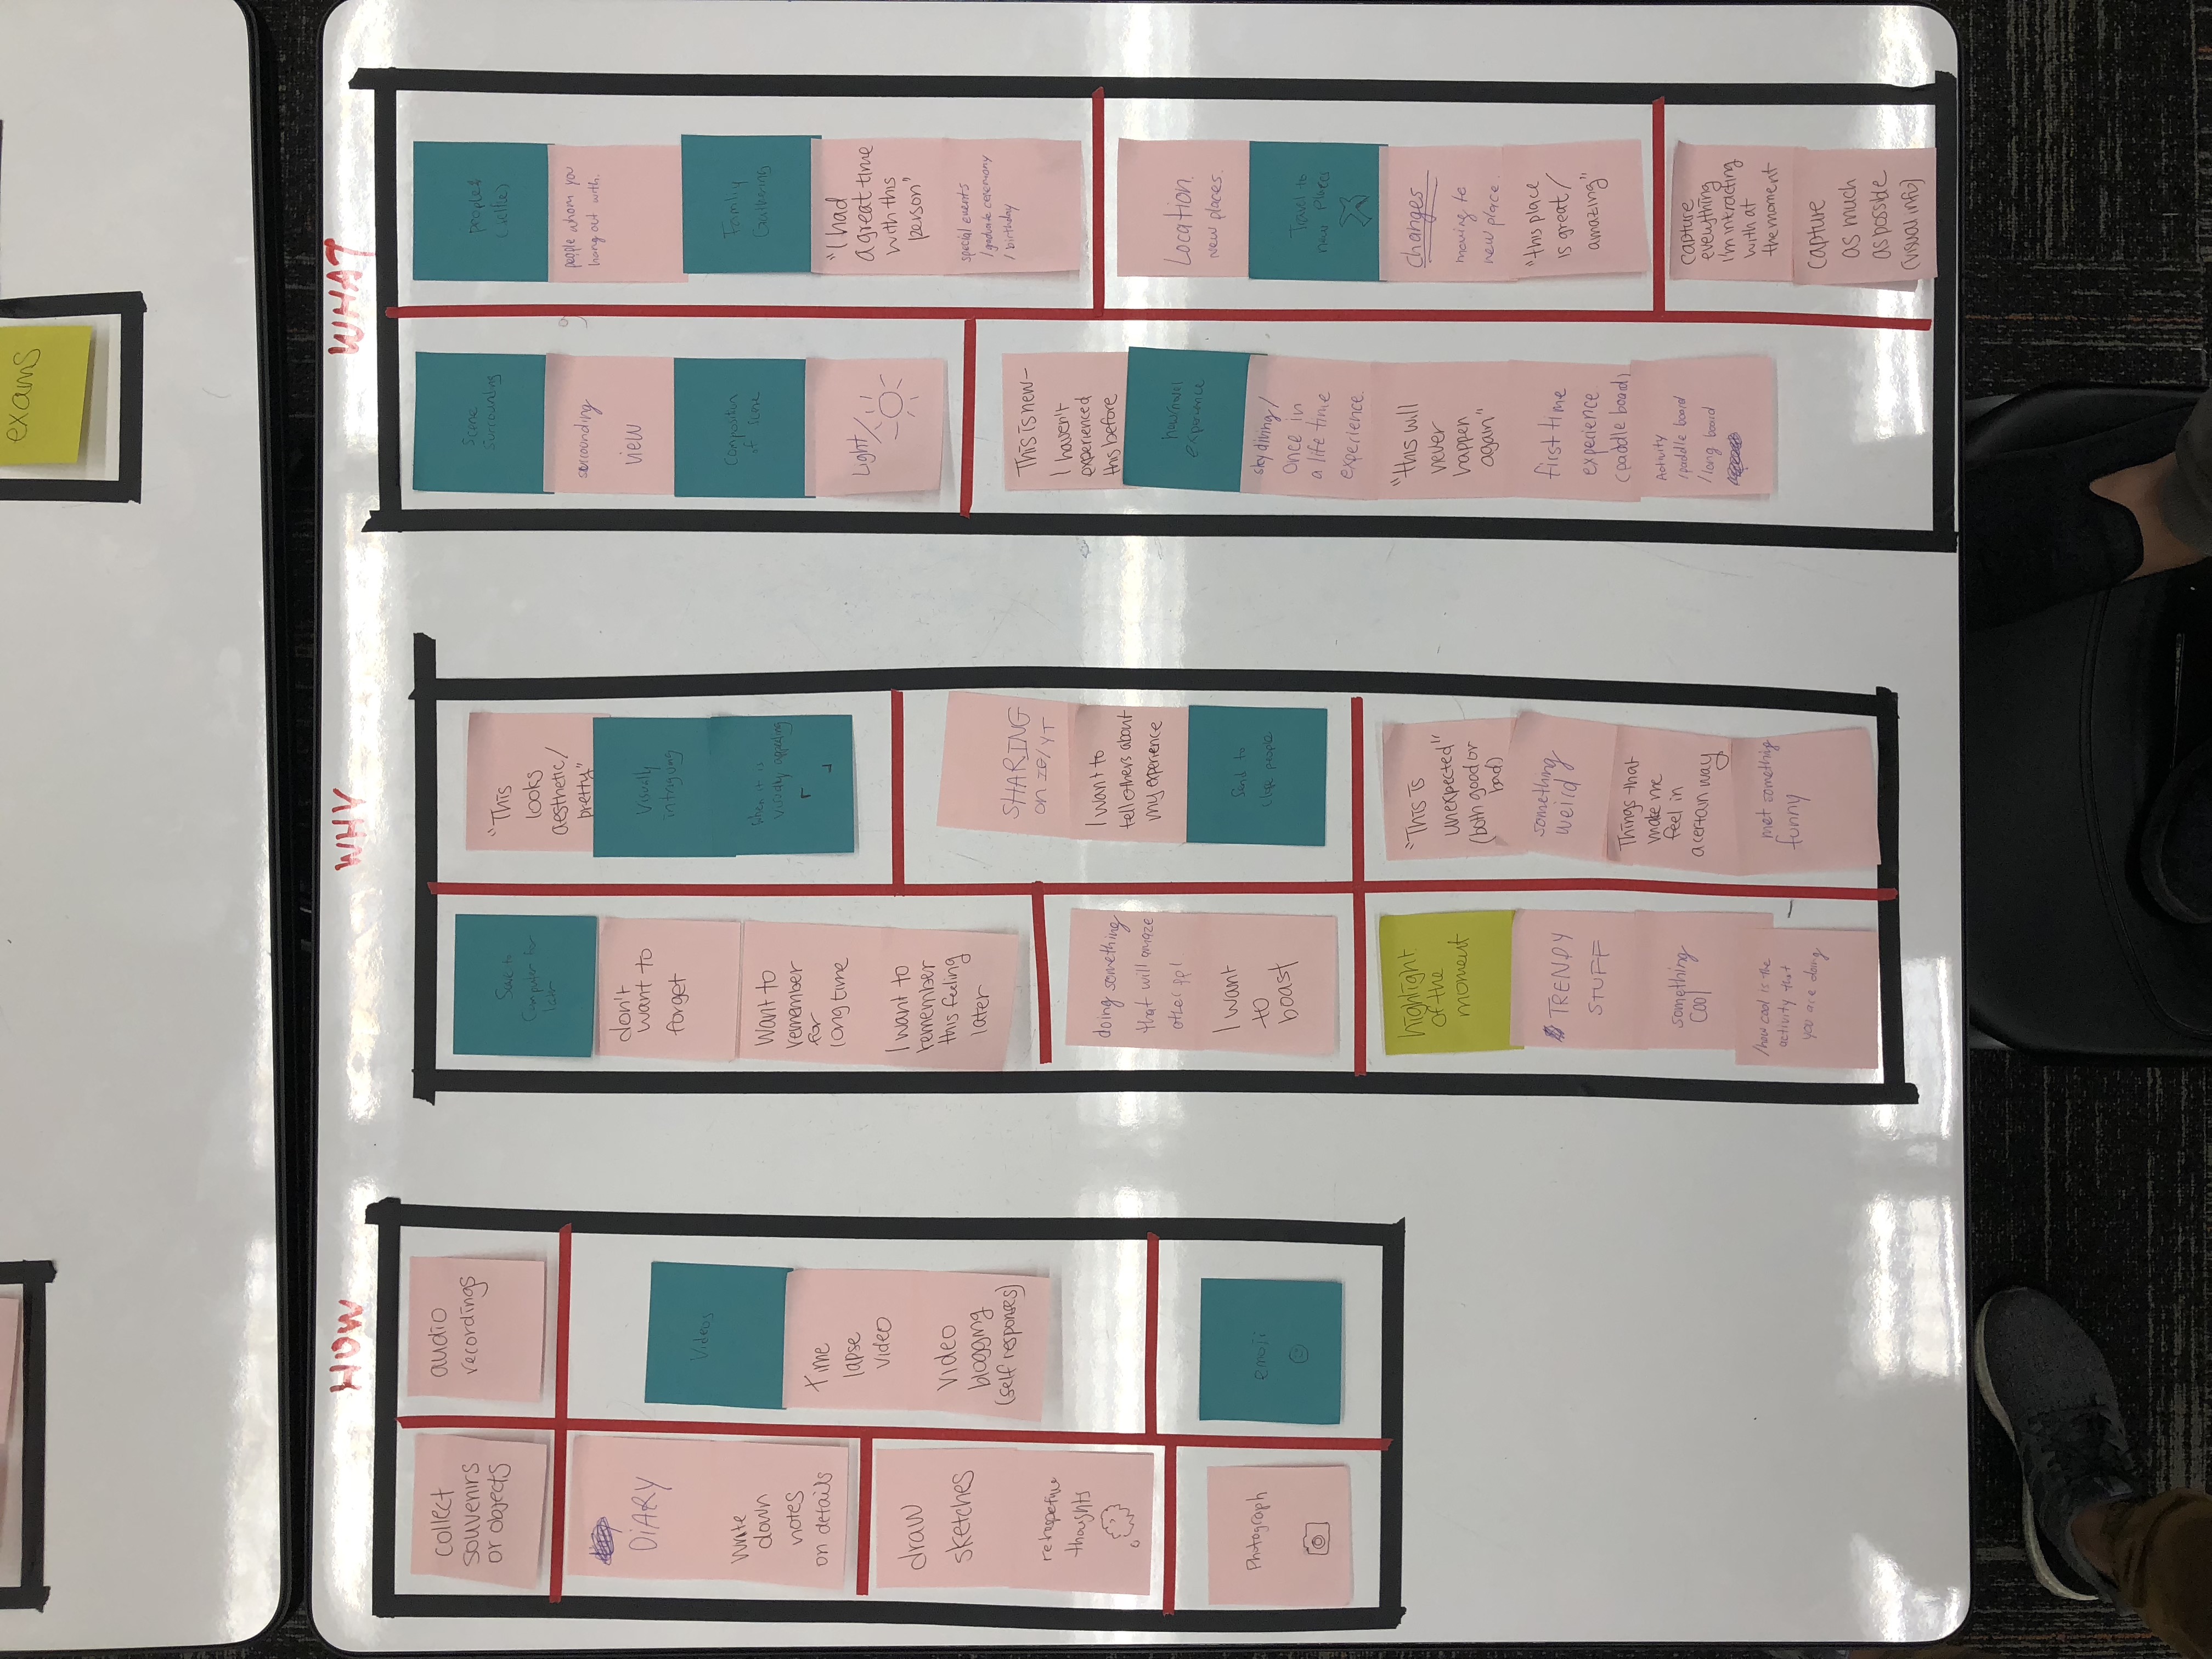 exams
HOW
collect
souvenirs
or objects
DIARY
write
down
notes
on details
draw
sketches
thoughts
Photograph
audio
recordings
Videos
Time
lapse
video
video
blogging
(self responses)
Emoji
WHY
Save to
Computer for
later
don't
want to
forget
want to
remember
for
long time
I want to
remember
this feeling
later
doing something
that will amaze
other ppl
I want
to
boast
highlight
of the
moment
TRENDY
STUFF
something
cool
/how cool is the
activity that
you are doing
"This
looks
aesthetic/
pretty"
Visually
intriguing
when it is
visually appealing
SHARING
ON IG/YT
I want to
tell others about
my experience
Send to
close people
"This is
unexpected"
(both good or
bad)
something
weird
Things that
make me
feel in
a certain way
met something
funny
WHAT
Scene
Surrounding
surrounding
view
Composition
of scene
Light/
This is new-
I haven't
experienced
this before
new/novel
experience
sky diving/
once in
a life time
experience.
"this will
never
happen
again"
first time
experience.
(paddle board)
Activity
/paddle board
/long board
people
(selfie)
people whom you
hang out with.
Family
Gathering
"I had
a great time
with this
person"
special events
/graduate ceremony
/birthday
LOCATION.
new places.
Travel to
new places
changes
moving to
new place.
"this place
is great/
amazing"
capture
everything
I'm intracting
with at
the moment
capture
as much
as possible
(visual info)